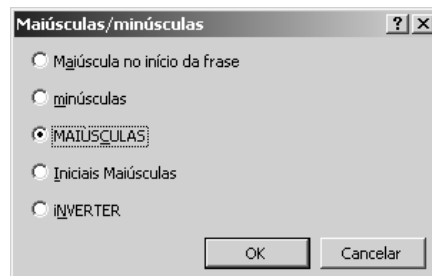 Maiúsculas/minúsculas
Maiúscula no início da frase
minúsculas
MAIÚSCULAS
Iniciais Maiúsculas
iNVERTER
OK Cancelar